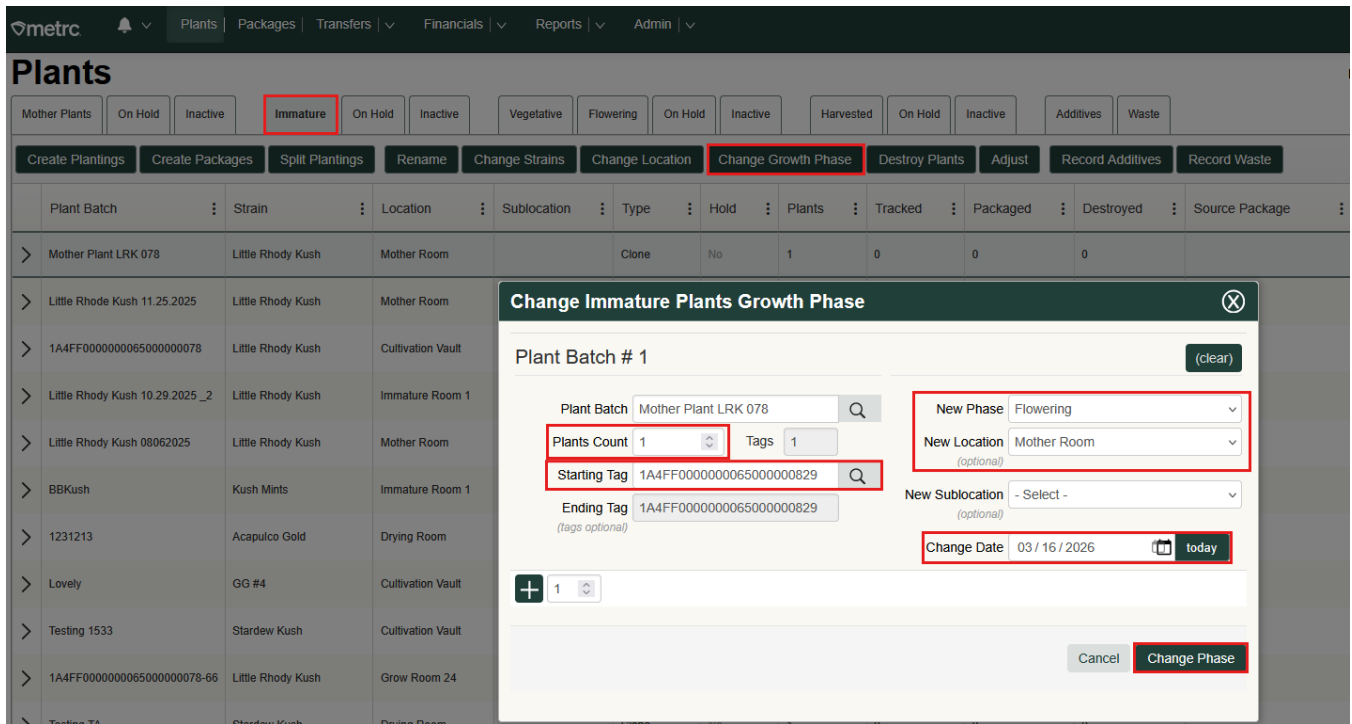 metrc Plants Packages Transfers Financials Reports Admin
Plants
Mother Plants On Hold Inactive Immature On Hold Inactive Vegetative Flowering On Hold Inactive Harvested On Hold Inactive Additives Waste
Create Plantings Create Packages Split Plantings Rename Change Strains Change Location Change Growth Phase Destroy Plants Adjust Record Additives Record Waste
Plant Batch Strain Location Sublocation Type Hold Plants Tracked Packaged Destroyed Source Package
Mother Plant LRK 078 Little Rhody Kush Mother Room Clone No 1 0 0 0
Little Rhode Kush 11.25.2025 Little Rhody Kush Mother Room
1A4FF0000000065000000078 Little Rhody Kush Cultivation Vault
Little Rhody Kush 10.29.2025 _2 Little Rhody Kush Immature Room 1
Little Rhody Kush 08062025 Little Rhody Kush Mother Room
BBKush Kush Mints Immature Room 1
1231213 Acapulco Gold Drying Room
Lovely GG #4 Cultivation Vault
Testing 1533 Stardew Kush Cultivation Vault
1A4FF0000000065000000078-66 Little Rhody Kush Grow Room 24
Testing TA Stardew Kush Drying Room
Change Immature Plants Growth Phase
Plant Batch # 1 (clear)
Plant Batch Mother Plant LRK 078
Plants Count 1 Tags 1
Starting Tag 1A4FF0000000065000000829
Ending Tag 1A4FF0000000065000000829
(tags optional)
New Phase Flowering
New Location Mother Room
(optional)
New Sublocation - Select -
(optional)
Change Date 03 / 16 / 2026 today
1
Cancel Change Phase